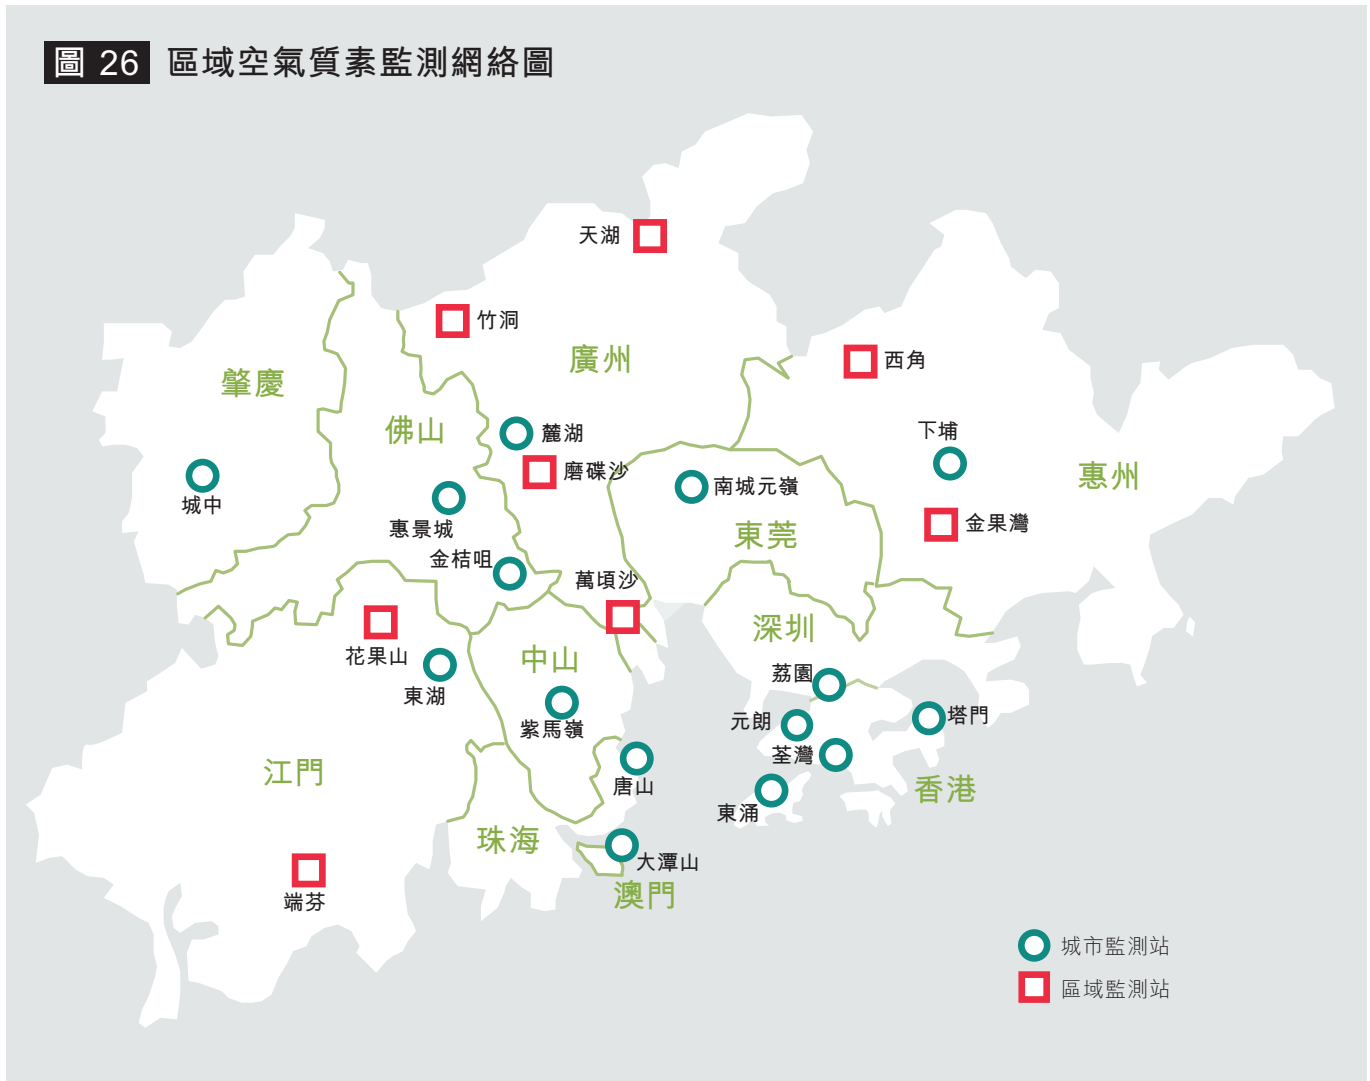 圖 26 區域空氣質素監測網絡圖
天湖
竹洞
廣州
西角
肇慶
佛山
麓湖
下埔
磨碟沙
惠州
城中
南城元嶺
惠景城
金果灣
東莞
金桔咀
萬頃沙
深圳
花果山
中山
荔園
東湖
元朗
塔門
紫馬嶺
荃灣
江門
唐山
香港
東涌
珠海
大潭山
澳門
端芬
城市監測站
區域監測站